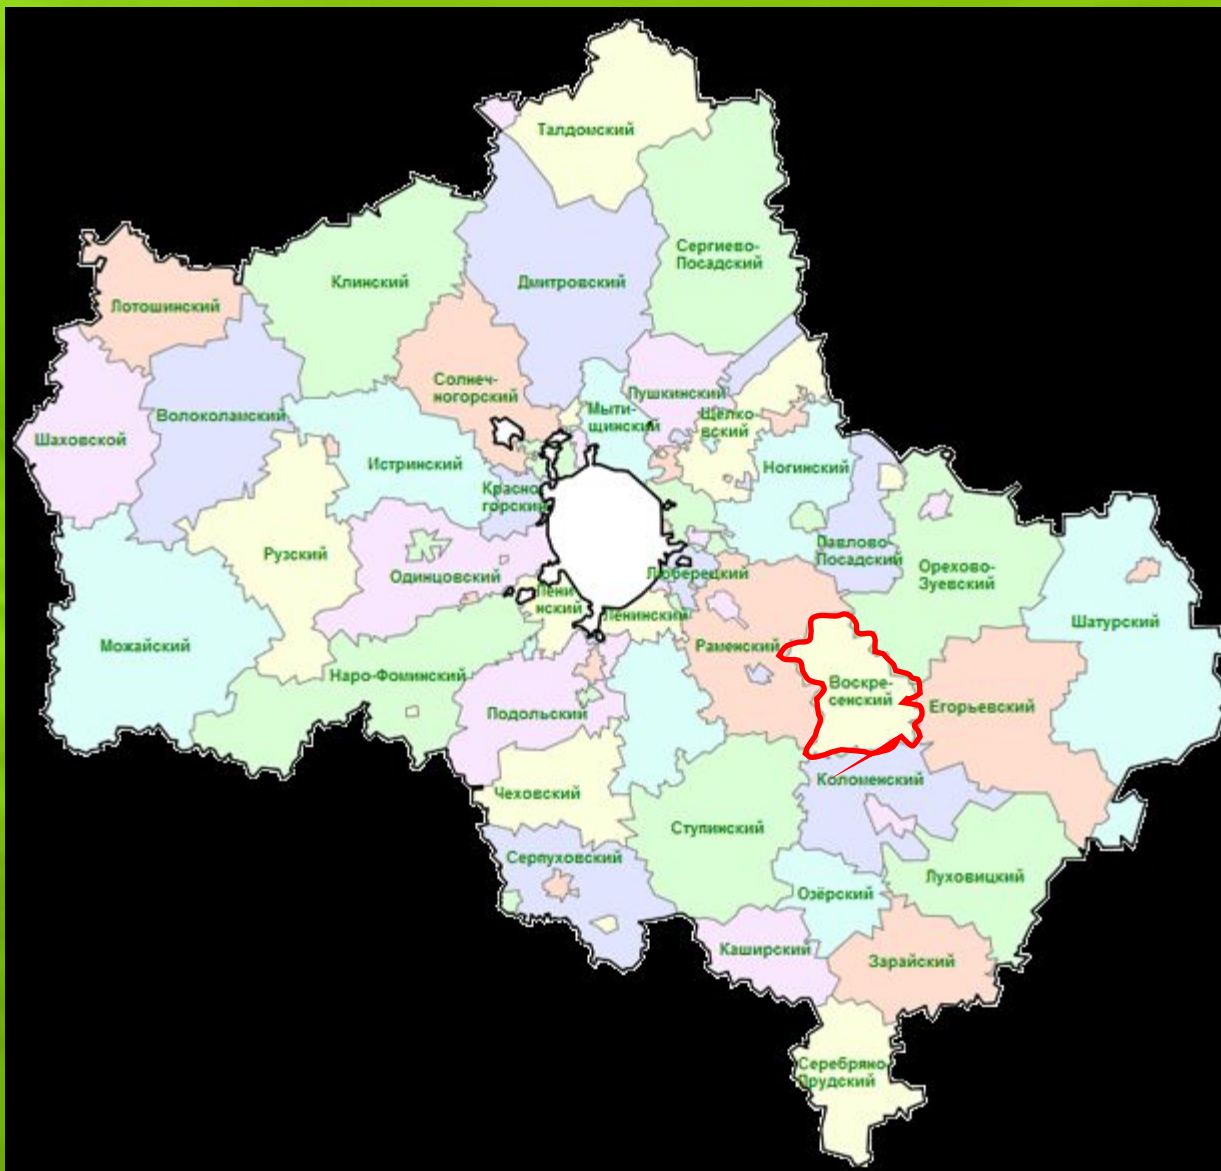 Талдомский
Сергиево-
Посадский
Клинский
Дмитровский
Лотошинский
Солнеч-
ногорский
Пушкинский
Мыти-
щинский
Щёлко-
вский
Волоколамский
Шаховской
Истринский
Ногинский
Красно
горский
Рузский
Павлово-
Посадский
Орехово-
Зуевский
Одинцовский
Люберецкий
Лени
нский
Ленинский
Шатурский
Можайский
Раменский
Наро-Фоминский
Воскре-
сенский
Егорьевский
Подольский
Коломенский
Чеховский
Ступинский
Серпуховский
Луховицкий
Озёрский
Каширский
Зарайский
Серебряно
Прудский